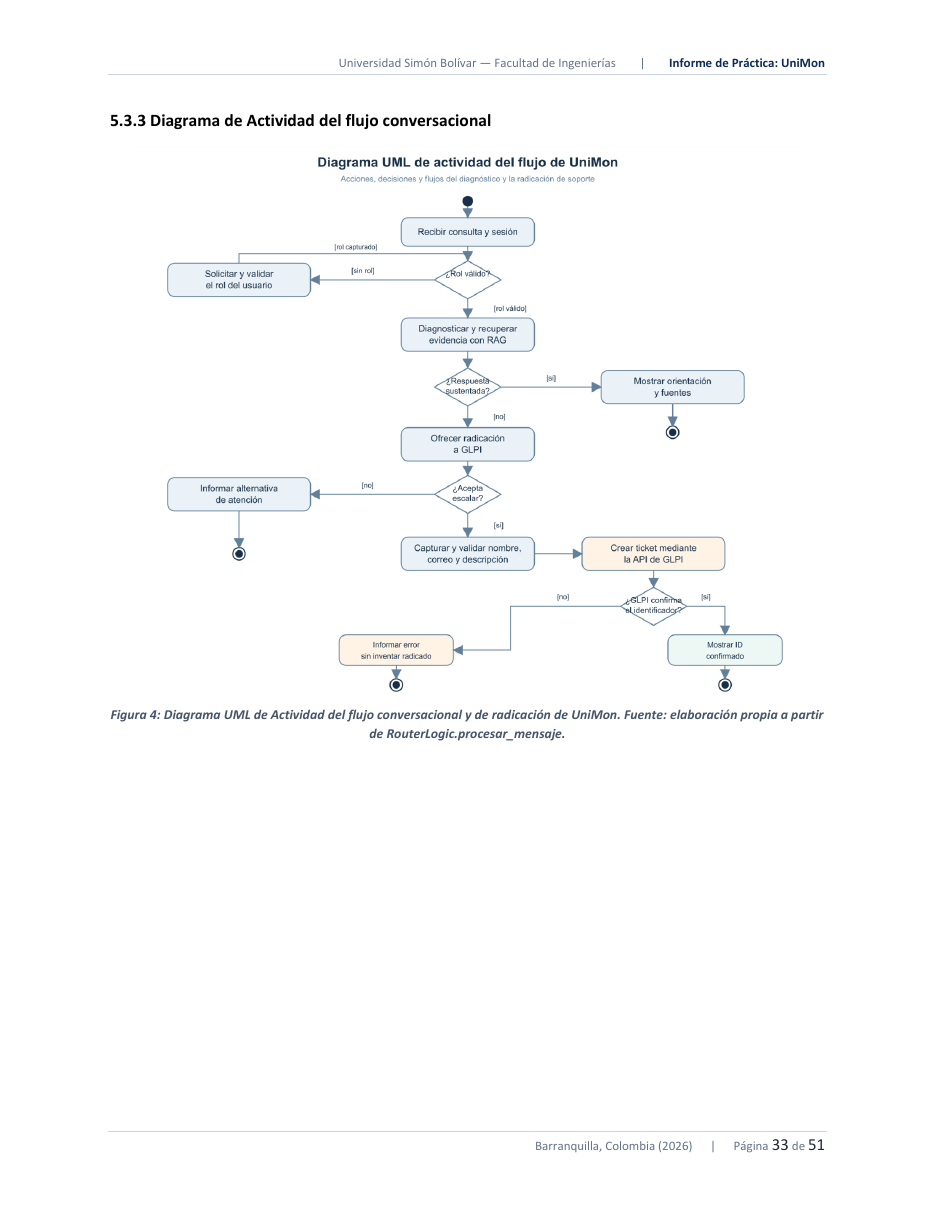 Universidad Simón Bolívar — Facultad de Ingenierías | Informe de Práctica: UniMon
5.3.3 Diagrama de Actividad del flujo conversacional
Diagrama UML de actividad del flujo de UniMon
Acciones, decisiones y flujos del diagnóstico y la radicación de soporte
Recibir consulta y sesión
[rol capturado]
Solicitar y validar
el rol del usuario
[sin rol]
¿Rol válido?
[rol válido]
Diagnosticar y recuperar
evidencia con RAG
¿Respuesta
sustentada?
[sí]
Mostrar orientación
y fuentes
[no]
Ofrecer radicación
a GLPI
Informar alternativa
de atención
[no]
¿Acepta
escalar?
[sí]
Capturar y validar nombre,
correo y descripción
Crear ticket mediante
la API de GLPI
[no]
¿GLPI confirma
el identificador?
[sí]
Informar error
sin inventar radicado
Mostrar ID
confirmado
Figura 4: Diagrama UML de Actividad del flujo conversacional y de radicación de UniMon. Fuente: elaboración propia a partir
de RouterLogic.procesar_mensaje.
Barranquilla, Colombia (2026) | Página 33 de 51